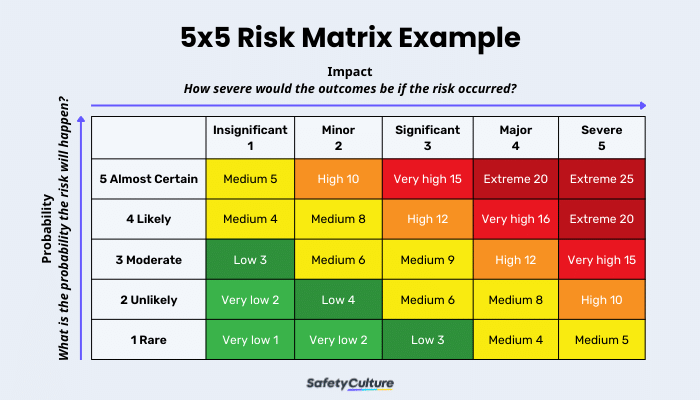 5x5 Risk Matrix Example
Impact
How severe would the outcomes be if the risk occurred?
Probability
What is the probability the risk will happen?
Insignificant Minor Significant Major Severe
1 2 3 4 5
5 Almost Certain Medium 5 High 10 Very high 15 Extreme 20 Extreme 25
4 Likely Medium 4 Medium 8 High 12 Very high 16 Extreme 20
3 Moderate Low 3 Medium 6 Medium 9 High 12 Very high 15
2 Unlikely Very low 2 Low 4 Medium 6 Medium 8 High 10
1 Rare Very low 1 Very low 2 Low 3 Medium 4 Medium 5
SafetyCulture